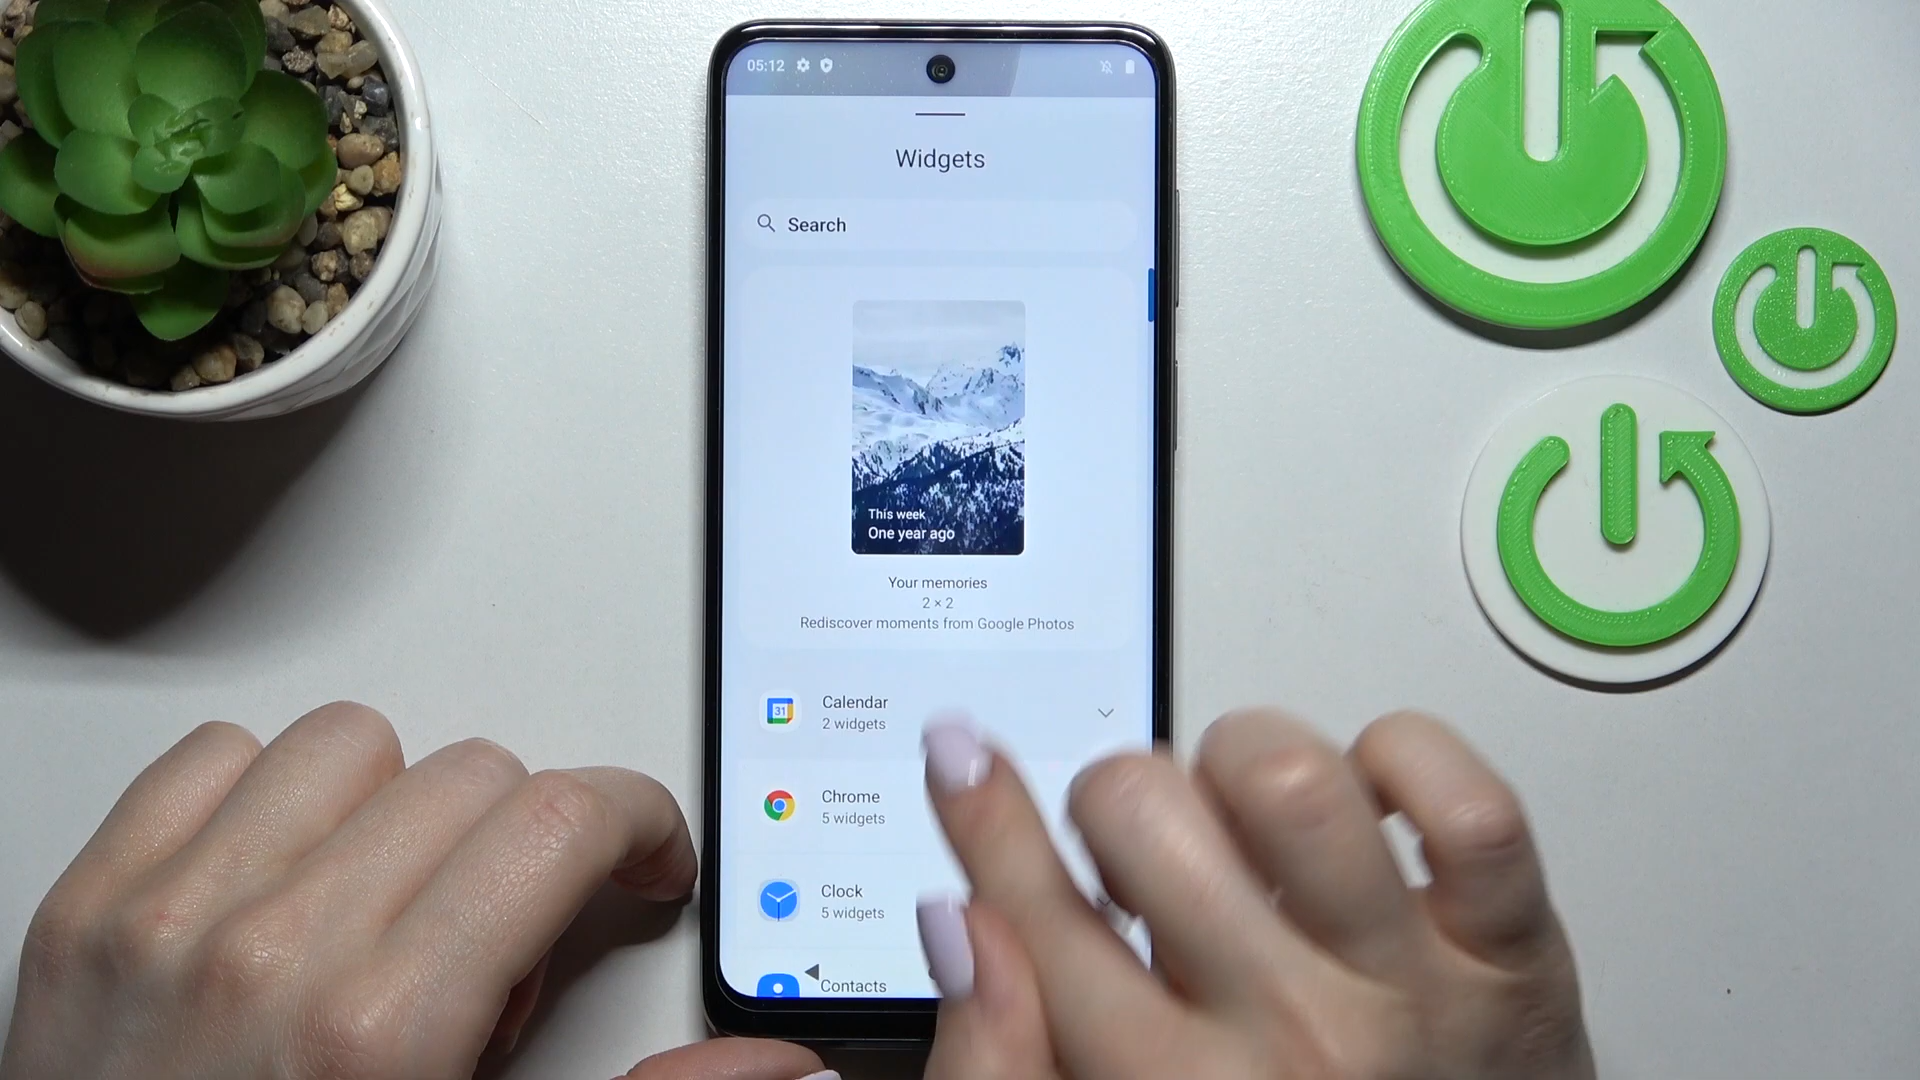 05:12
Widgets
Search
This week
One year ago
Your memories
2 × 2
Rediscover moments from Google Photos
31
Calendar
2 widgets
Chrome
5 widgets
Clock
5 widgets
Contacts